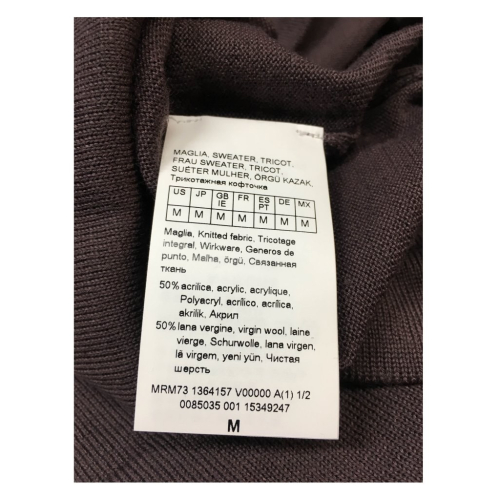 MAGLIA, SWEATER, TRICOT,
FRAU SWEATER, TRICOT,
SUÉTER MULHER, ÖRGÜ KAZAK,
Трикотажная кофточка
US JP GB IE FR ES PT DE MX
M M M M M M M
Maglia, Knitted fabric, Tricotage
integral, Wirkware, Generos de
punto, Malha, örgü, Связанная
ткань
50% acrilica, acrylic, acrylique,
Polyacryl, acrílico, acrílica,
akrilik, Акрил
50% lana vergine, virgin wool, laine
vierge, Schurwolle, lana virgen,
lã virgem, yeni yün, Чистая
шерсть
MRM73 1364157 V00000 A(1) 1/2
0085035 001 15349247
M